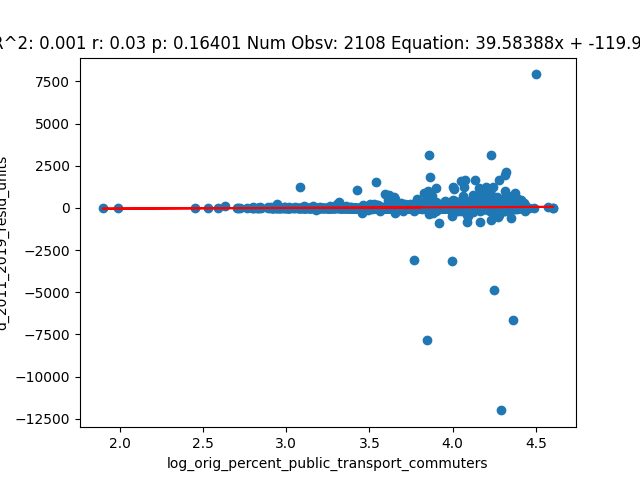 R^2: 0.001 r: 0.03 p: 0.16401 Num Obsv: 2108 Equation: 39.58388x + -119.9
7500
5000
2500
0
−2500
−5000
−7500
−10000
−12500
d_2011_2019_resid_units
2.0 2.5 3.0 3.5 4.0 4.5
log_orig_percent_public_transport_commuters